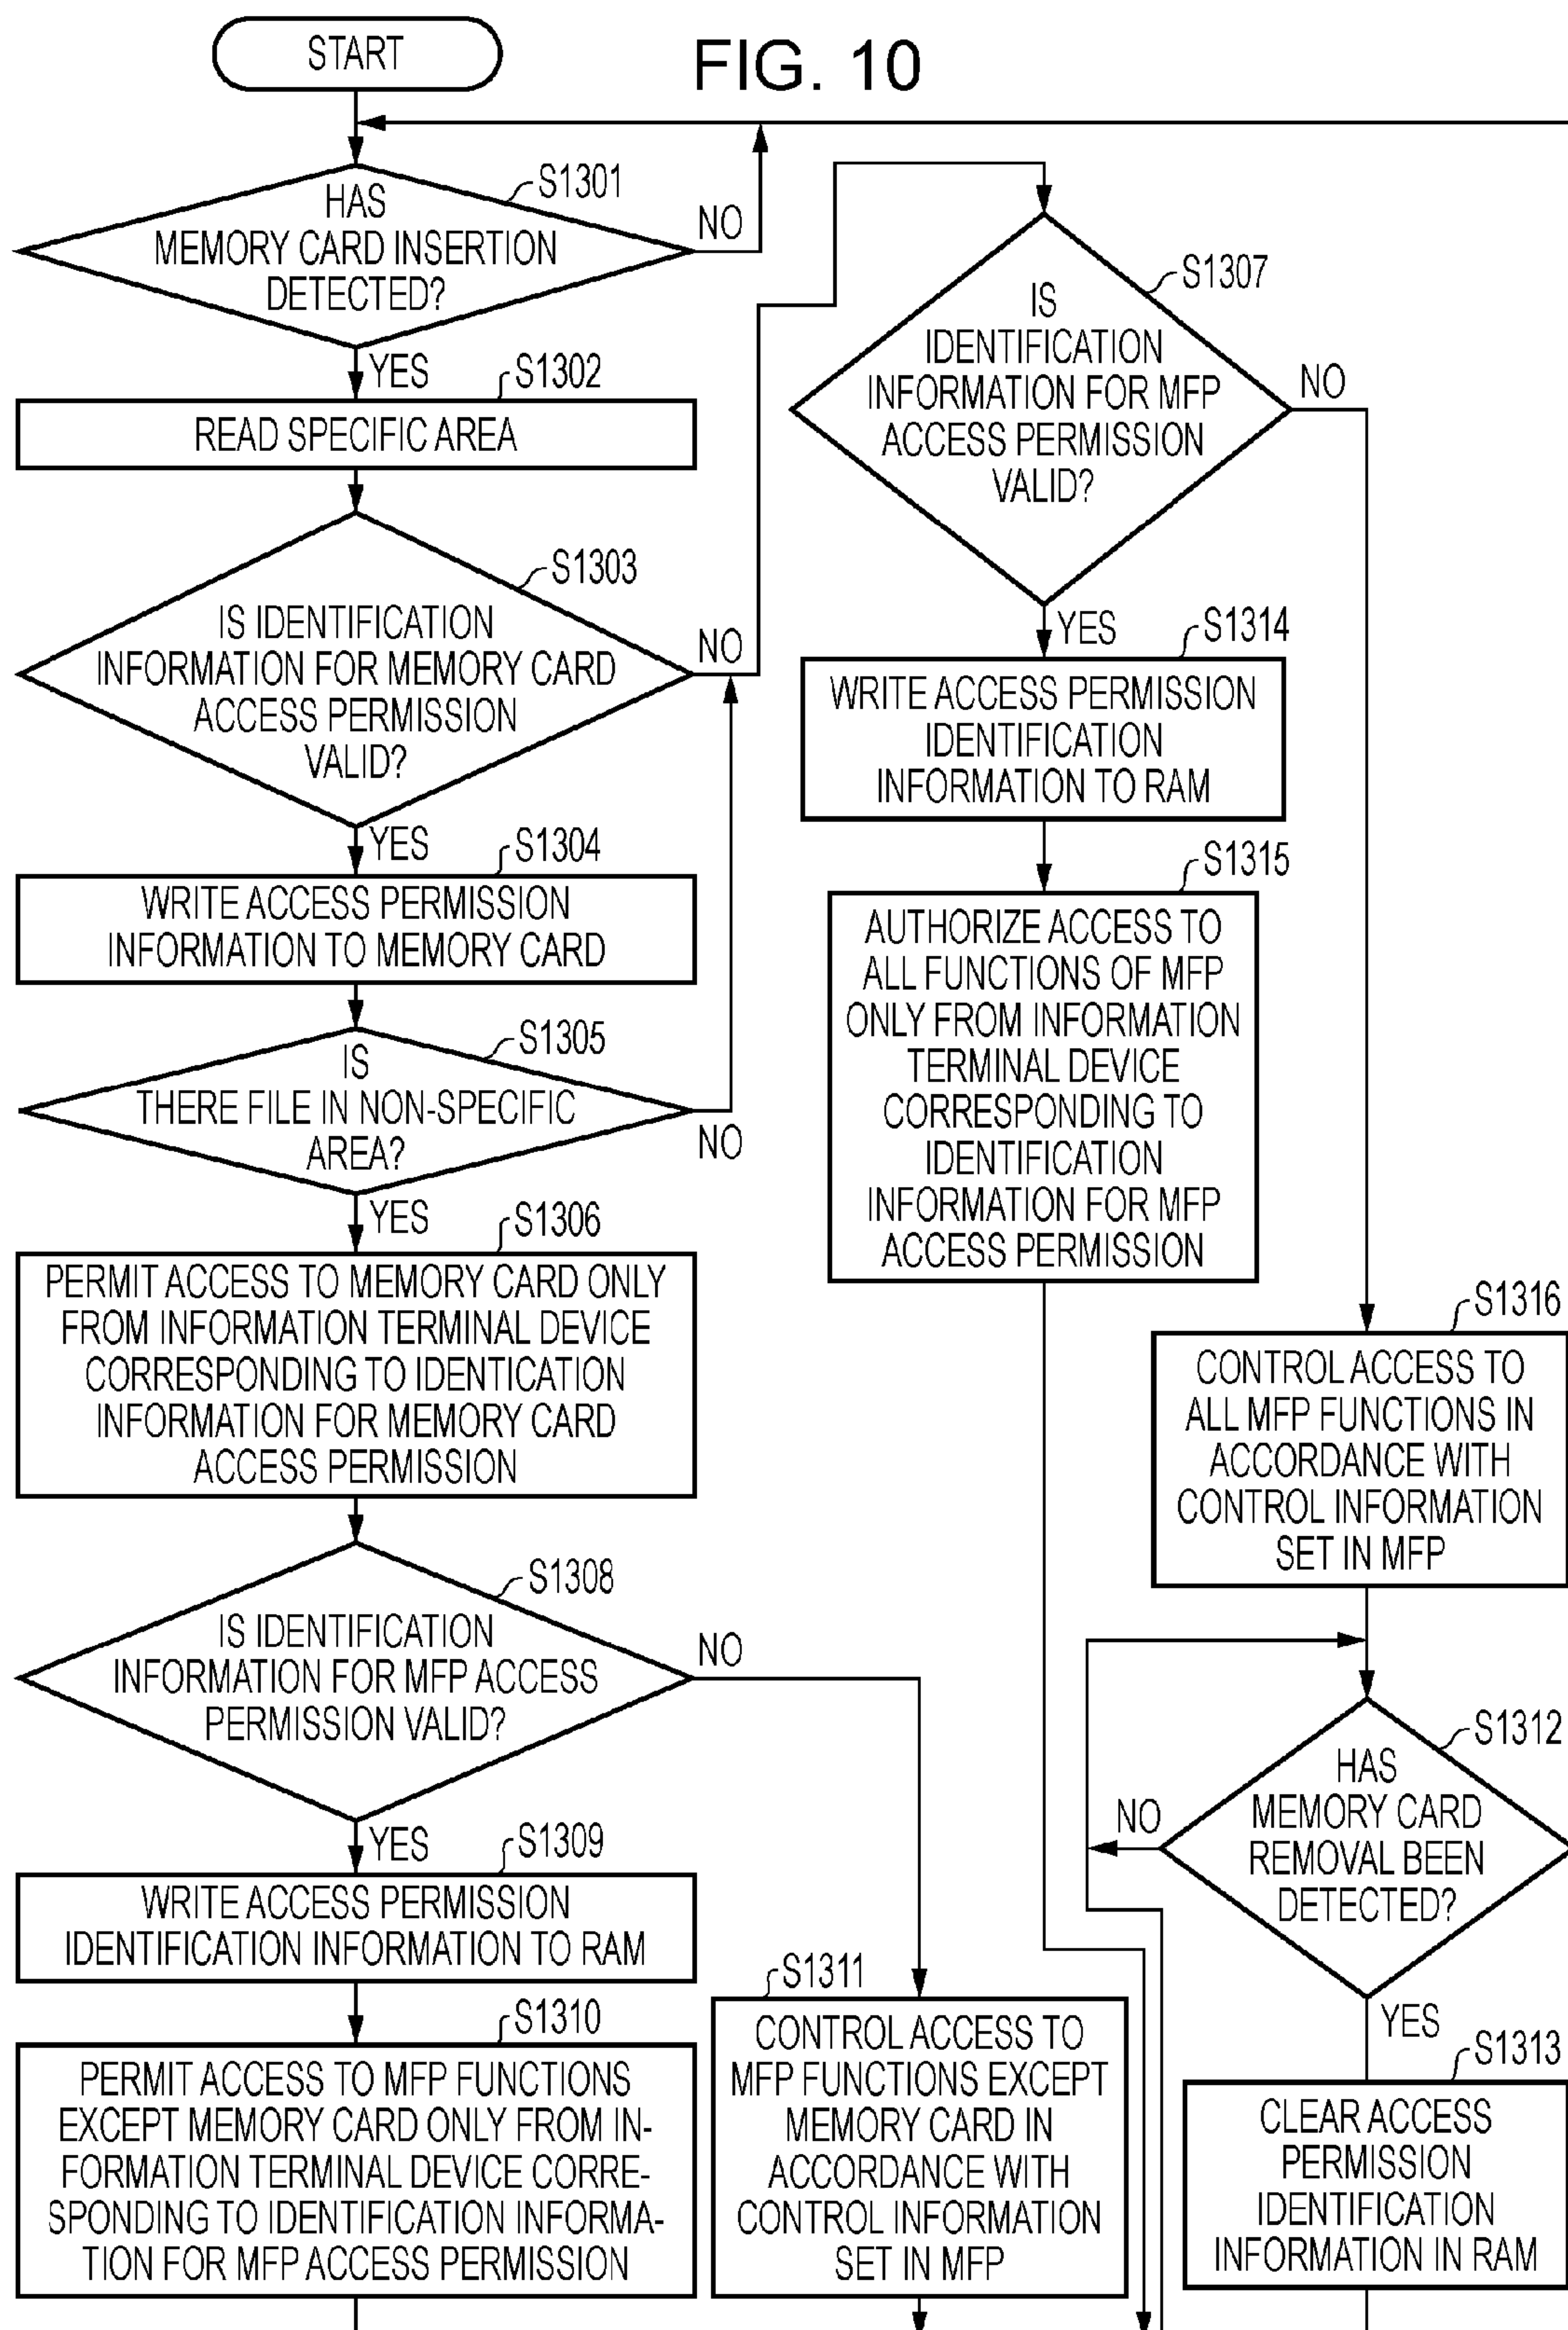 FIG. 10
START
S1301
HAS
MEMORY CARD INSERTION
DETECTED?
NO
YES
S1302
READ SPECIFIC AREA
S1303
IS IDENTIFICATION
INFORMATION FOR MEMORY CARD
ACCESS PERMISSION
VALID?
NO
YES
S1304
WRITE ACCESS PERMISSION
INFORMATION TO MEMORY CARD
S1305
IS
THERE FILE IN NON-SPECIFIC
AREA?
NO
YES
S1306
PERMIT ACCESS TO MEMORY CARD ONLY
FROM INFORMATION TERMINAL DEVICE
CORRESPONDING TO IDENTICATION
INFORMATION FOR MEMORY CARD
ACCESS PERMISSION
S1308
IS IDENTIFICATION
INFORMATION FOR MFP ACCESS
PERMISSION VALID?
NO
YES
S1309
WRITE ACCESS PERMISSION
IDENTIFICATION INFORMATION TO RAM
S1310
PERMIT ACCESS TO MFP FUNCTIONS
EXCEPT MEMORY CARD ONLY FROM IN-
FORMATION TERMINAL DEVICE CORRE-
SPONDING TO IDENTIFICATION INFORMA-
TION FOR MFP ACCESS PERMISSION
S1311
CONTROL ACCESS TO
MFP FUNCTIONS EXCEPT
MEMORY CARD IN
ACCORDANCE WITH
CONTROL INFORMATION
SET IN MFP
S1307
IS
IDENTIFICATION
INFORMATION FOR MFP
ACCESS PERMISSION
VALID?
NO
YES
S1314
WRITE ACCESS PERMISSION
IDENTIFICATION
INFORMATION TO RAM
S1315
AUTHORIZE ACCESS TO
ALL FUNCTIONS OF MFP
ONLY FROM INFORMATION
TERMINAL DEVICE
CORRESPONDING TO
IDENTIFICATION
INFORMATION FOR MFP
ACCESS PERMISSION
S1316
CONTROL ACCESS TO
ALL MFP FUNCTIONS IN
ACCORDANCE WITH
CONTROL INFORMATION
SET IN MFP
S1312
HAS
MEMORY CARD
REMOVAL BEEN
DETECTED?
NO
YES
S1313
CLEAR ACCESS
PERMISSION
IDENTIFICATION
INFORMATION IN RAM